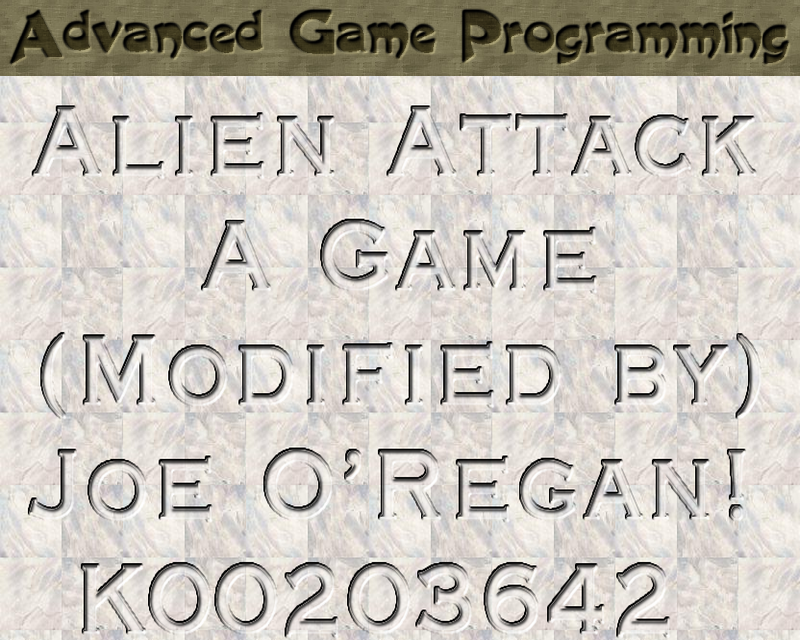 Advanced Game Programming
Alien Attack
A Game
(Modified by)
Joe O'Regan!
K00203642